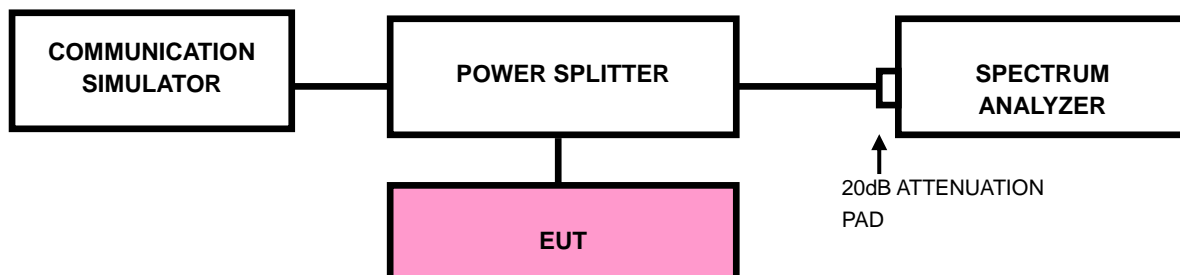 COMMUNICATION
SIMULATOR
POWER SPLITTER
SPECTRUM
ANALYZER
20dB ATTENUATION
PAD
EUT